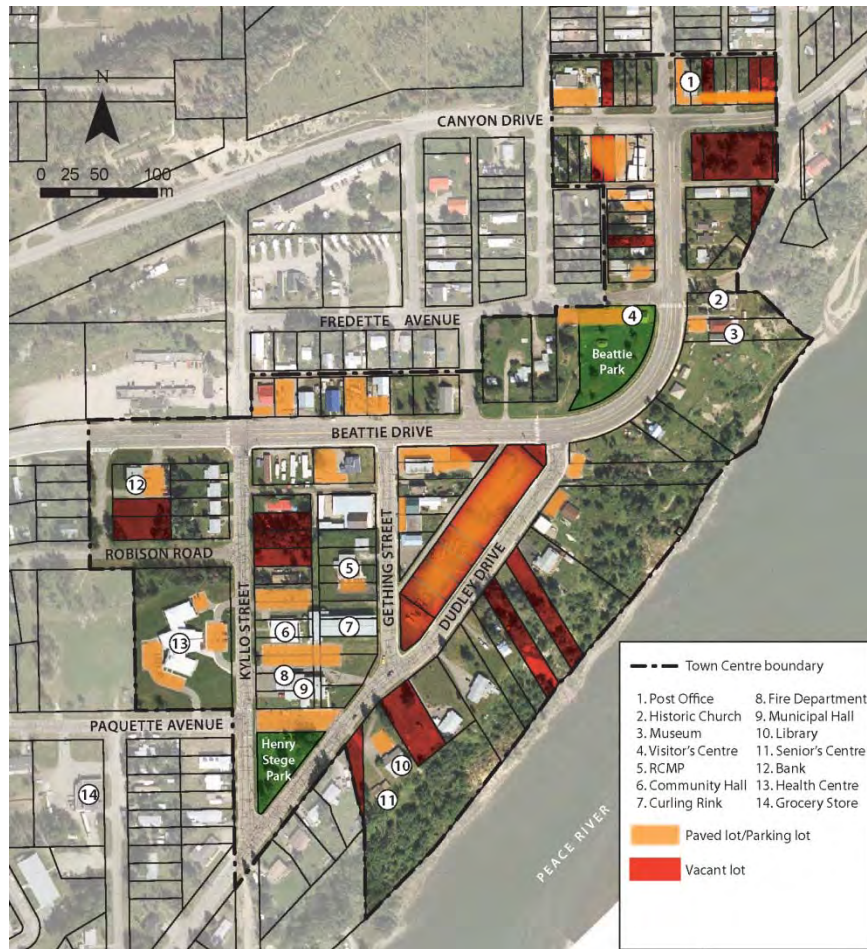 1
CANYON DRIVE
N
0 25 50 100
m
2
FREDETTE AVENUE
4
3
Beattie
Park
BEATTIE DRIVE
12
ROBISON ROAD
GETHING STREET
DUDLEY DRIVE
KYLLO STREET
5
6
7
13
8
9
PAQUETTE AVENUE
Henry
Stege
Park
10
14
11
PEACE RIVER
Town Centre boundary
1. Post Office
2. Historic Church
3. Museum
4. Visitor's Centre
5. RCMP
6. Community Hall
7. Curling Rink
8. Fire Department
9. Municipal Hall
10. Library
11. Senior's Centre
12. Bank
13. Health Centre
14. Grocery Store
Paved lot/Parking lot
Vacant lot